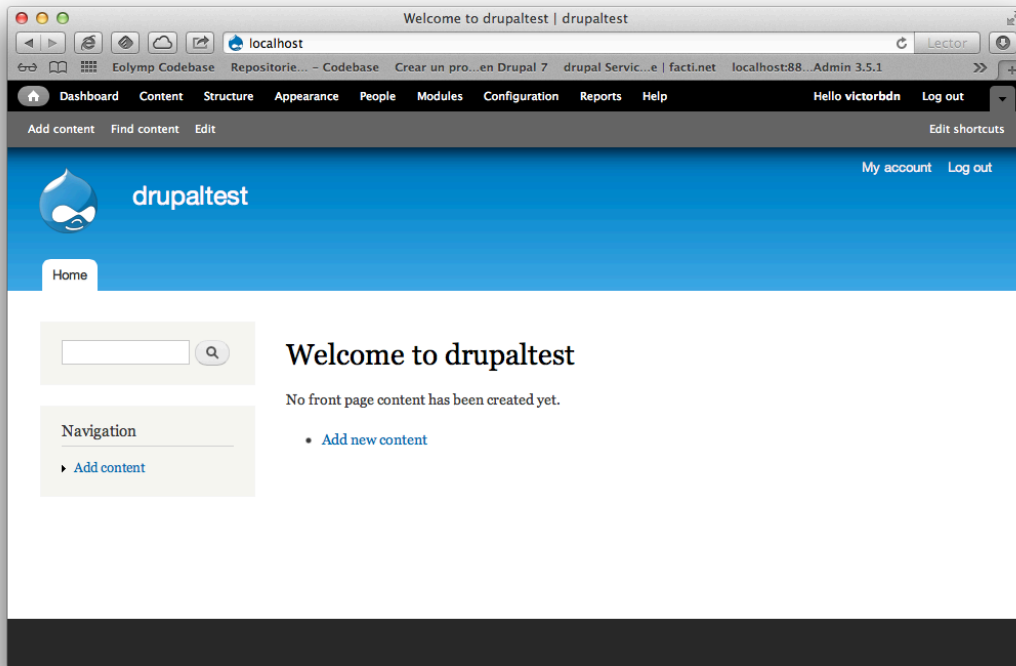 Welcome to drupaltest | drupaltest
localhost Lector
Eolymp Codebase Repositorie... – Codebase Crear un pro...en Drupal 7 drupal Servic...e | facti.net localhost:88...Admin 3.5.1 >>
Dashboard Content Structure Appearance People Modules Configuration Reports Help Hello victorbdn Log out
Add content Find content Edit Edit shortcuts
My account Log out
drupaltest
Home
Welcome to drupaltest
No front page content has been created yet.
Add new content
Navigation
Add content